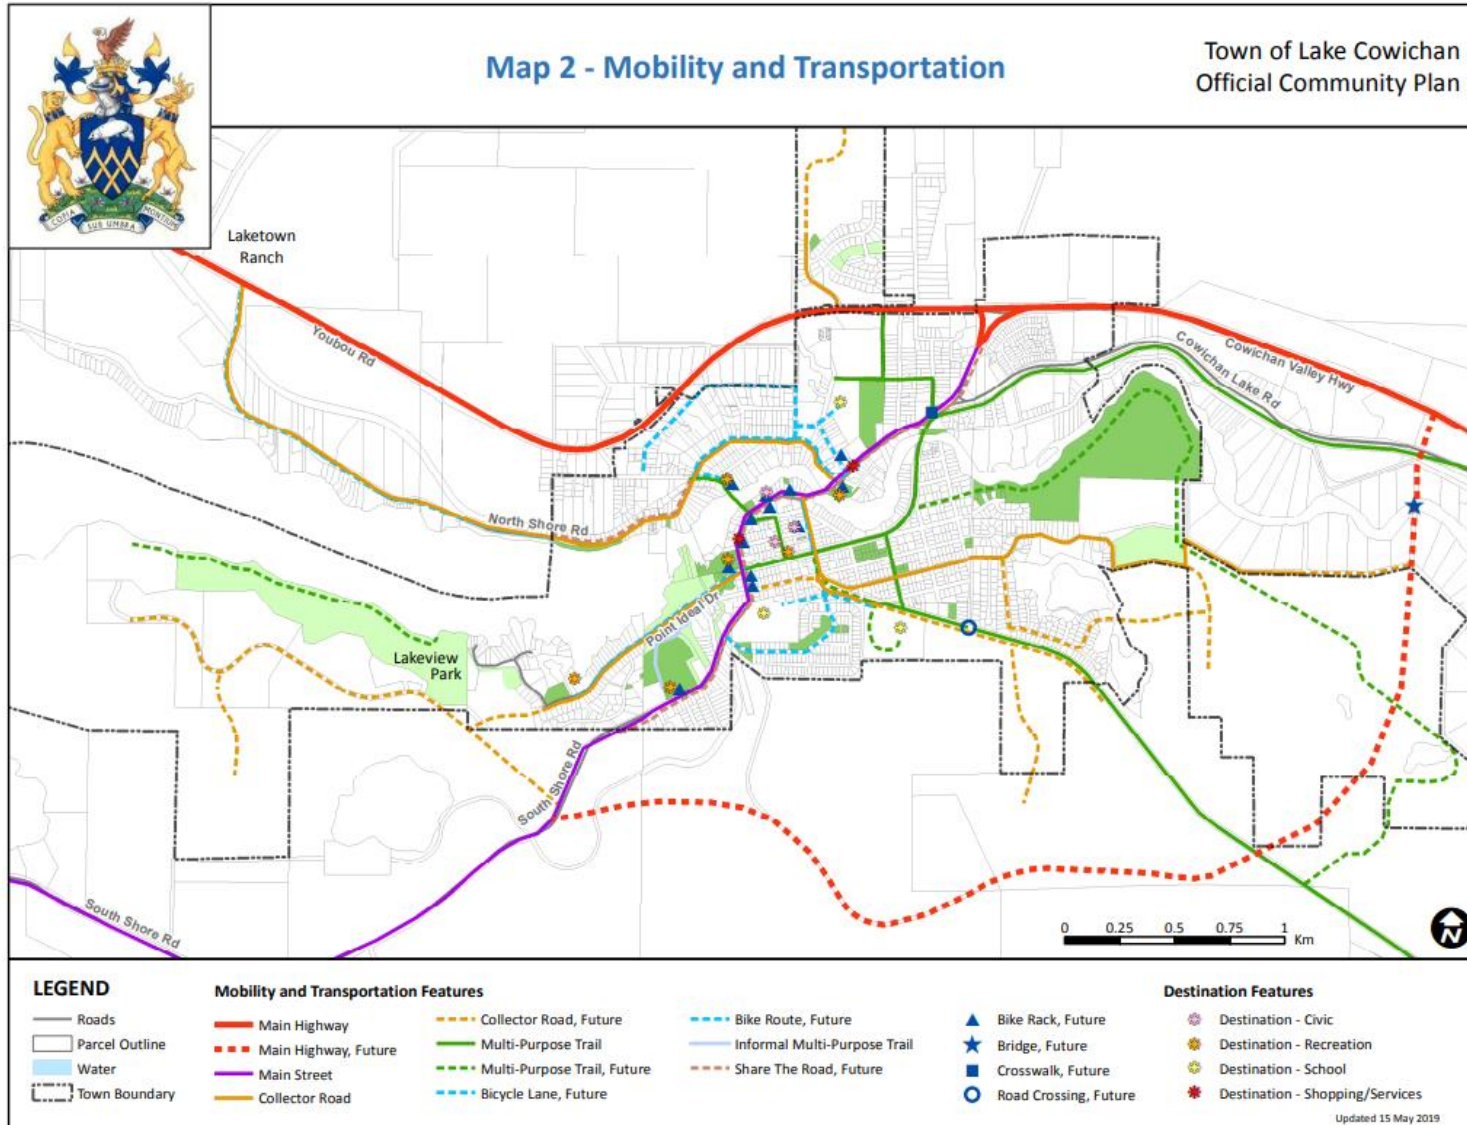 Map 2 - Mobility and Transportation
Town of Lake Cowichan
Official Community Plan
COMA
SUB UMBRA
MONTIUM
Laketown
Ranch
Youbou Rd
Cowichan Lake Rd
Cowichan Valley Hwy
North Shore Rd
Point Ideal Dr
Lakeview
Park
South Shore Rd
South Shore Rd
0 0.25 0.5 0.75 1
Km
N
LEGEND
Roads
Parcel Outline
Water
Town Boundary
Mobility and Transportation Features
Main Highway
Main Highway, Future
Main Street
Collector Road
Collector Road, Future
Multi-Purpose Trail
Multi-Purpose Trail, Future
Bicycle Lane, Future
Bike Route, Future
Informal Multi-Purpose Trail
Share The Road, Future
Bike Rack, Future
Bridge, Future
Crosswalk, Future
Road Crossing, Future
Destination Features
Destination - Civic
Destination - Recreation
Destination - School
Destination - Shopping/Services
Updated 15 May 2019